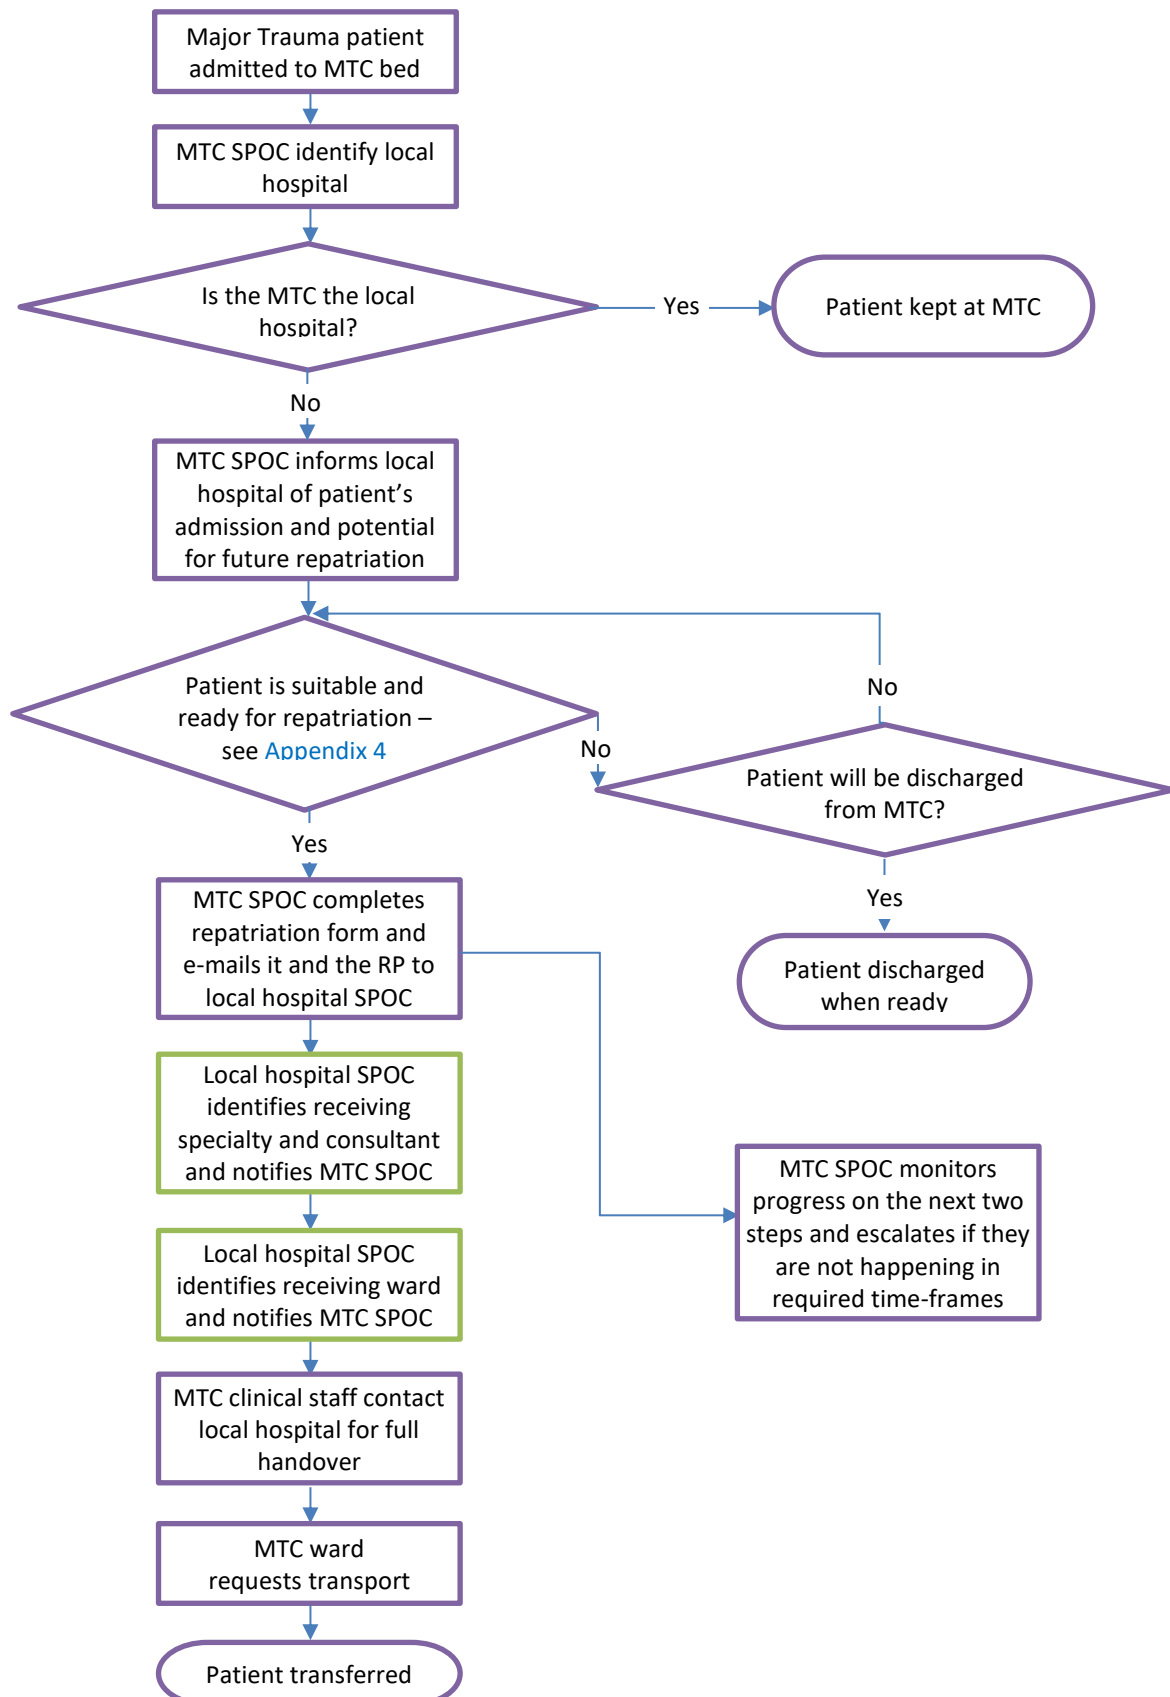 Major Trauma patient
admitted to MTC bed
MTC SPOC identify local
hospital
Is the MTC the local
hospital?
Yes
Patient kept at MTC
No
MTC SPOC informs local
hospital of patient’s
admission and potential
for future repatriation
Patient is suitable and
ready for repatriation –
see Appendix 4
No
No
Patient will be discharged
from MTC?
Yes
Yes
Patient discharged
when ready
MTC SPOC completes
repatriation form and
e-mails it and the RP to
local hospital SPOC
Local hospital SPOC
identifies receiving
specialty and consultant
and notifies MTC SPOC
MTC SPOC monitors
progress on the next two
steps and escalates if they
are not happening in
required time-frames
Local hospital SPOC
identifies receiving ward
and notifies MTC SPOC
MTC clinical staff contact
local hospital for full
handover
MTC ward
requests transport
Patient transferred